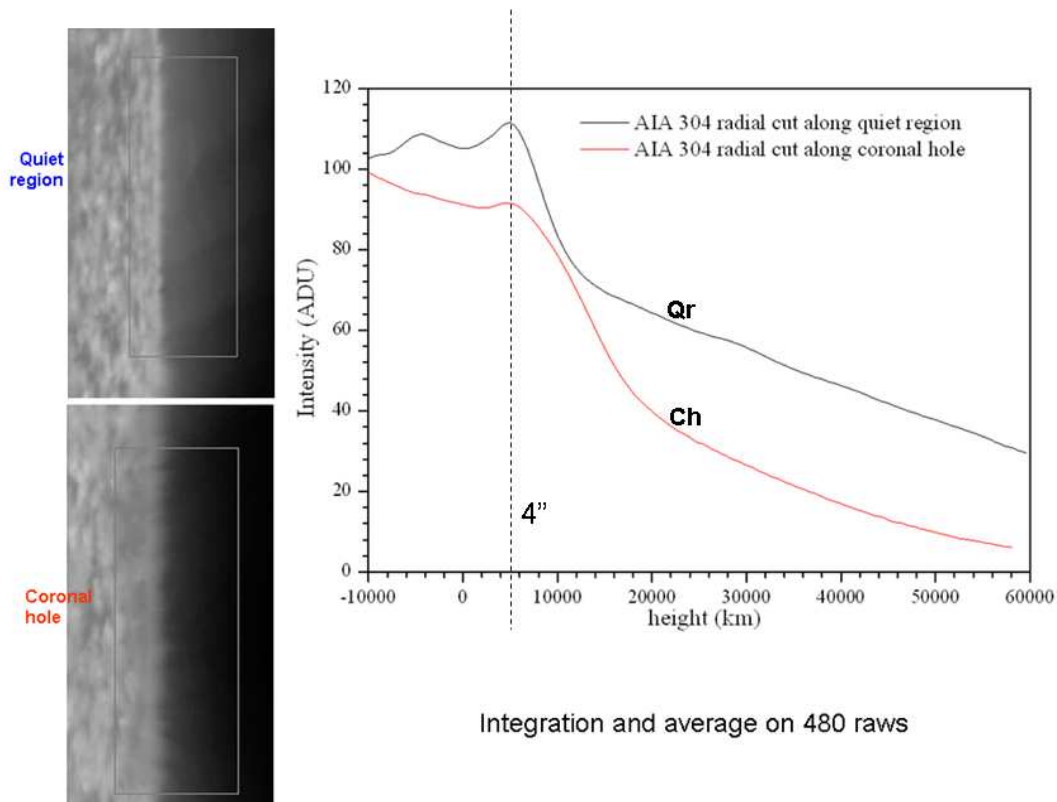 Quiet
region
Coronal
hole
120
100
80
60
40
20
0
Intensity (ADU)
AIA 304 radial cut along quiet region
AIA 304 radial cut along coronal hole
Qr
Ch
4”
-10000 0 10000 20000 30000 40000 50000 60000
height (km)
Integration and average on 480 raws